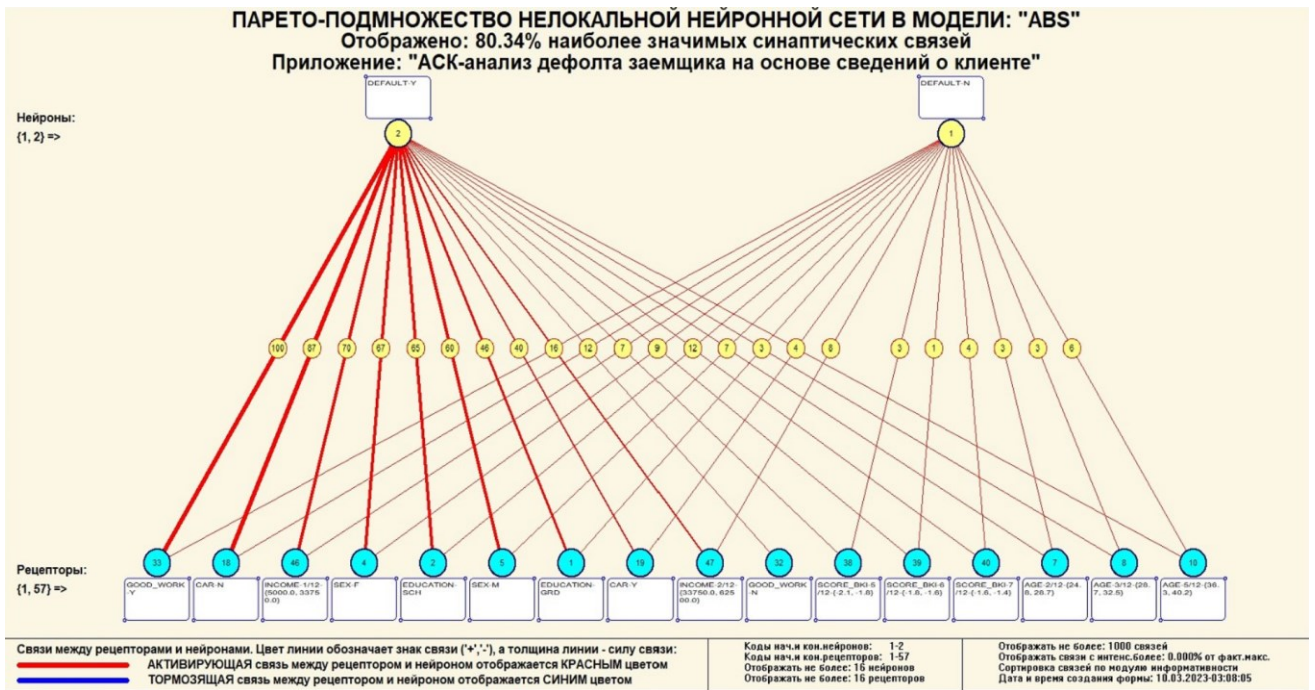 ПАРЕТО-ПОДМНОЖЕСТВО НЕЛОКАЛЬНОЙ НЕЙРОННОЙ СЕТИ В МОДЕЛИ: "ABS"
Отображено: 80.34% наиболее значимых синаптических связей
Приложение: "АСК-анализ дефолта заемщика на основе сведений о клиенте"
DEFAULT-Y
DEFAULT-N
Нейроны:
{1, 2} =>
2
1
100 87 70 67 65 60 46 40 16 12 7 9 12 7 3 4 6 3 1 4 3 3 6
Рецепторы:
{1, 57} =>
33 18 46 4 2 5 1 19 47 32 38 39 40 7 8 10
GOOD_WORK
-Y
CAR-N
INCOME-1/12-
{5000.0, 3375
0.0}
SEX-F
EDUCATION-
SCH
SEX-M
EDUCATION-
GRD
CAR-Y
INCOME-2/12-
{33750.0, 625
00.0}
GOOD_WORK
-N
SCORE_BKI-5
/12-{-2.1, -1.8}
SCORE_BKI-6
/12-{-1.8, -1.6}
SCORE_BKI-7
/12-{-1.6, -1.4}
AGE-2/12-{24.
8, 28.7}
AGE-3/12-{28.
7, 32.5}
AGE-5/12-{36.
3, 40.2}
Связи между рецепторами и нейронами. Цвет линии обозначает знак связи ('+','-'), а толщина линии - силу связи:
АКТИВИРУЮЩАЯ связь между рецептором и нейроном отображается КРАСНЫМ цветом
ТОРМОЗЯЩАЯ связь между рецептором и нейроном отображается СИНИМ цветом
Коды нач.и кон.нейронов: 1-2
Коды нач.и кон.рецепторов: 1-57
Отображать не более: 16 нейронов
Отображать не более: 16 рецепторов
Отображать не более: 1000 связей
Отображать связи с интенс.более: 0.000% от факт.макс.
Сортировка связей по модулю информативности
Дата и время создания формы: 10.03.2023-03:08:05